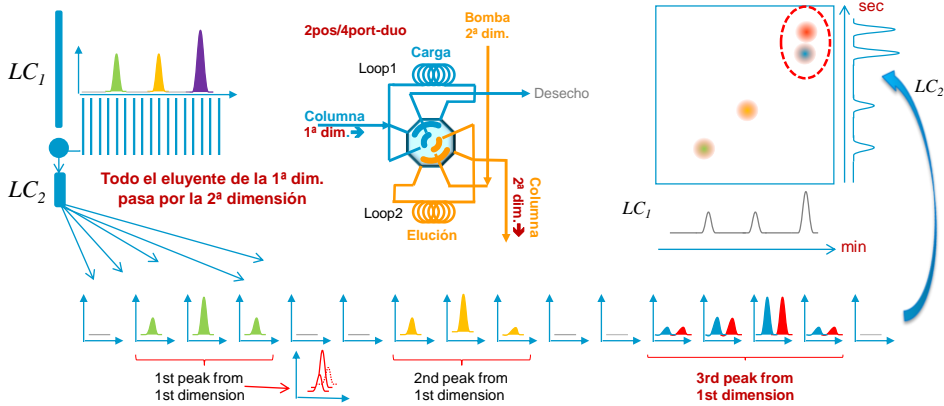 LC1
LC2
Todo el eluyente de la 1ª dim.
pasa por la 2ª dimensión
2pos/4port-duo
Bomba
2ª dim.
Carga
Loop1
Desecho
Columna
1ª dim.
Loop2
Elución
Columna
2ª dim.
sec
LC2
LC1
min
1st peak from
1st dimension
2nd peak from
1st dimension
3rd peak from
1st dimension